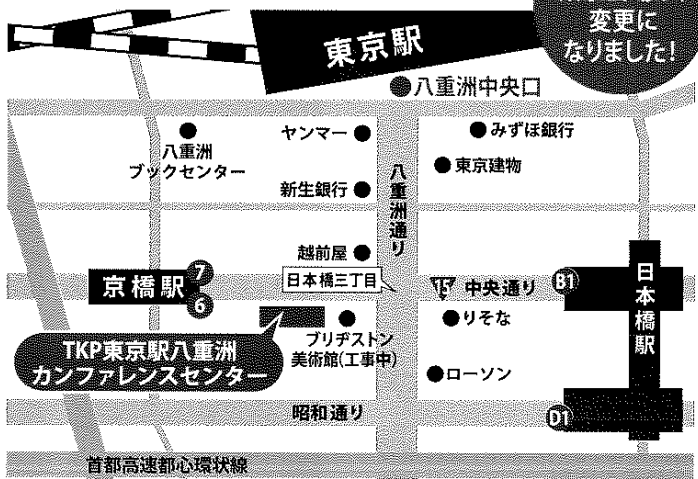 変更に
なりました!
東京駅
八重洲中央口
八重洲
ブックセンター
ヤンマー
みずほ銀行
東京建物
新生銀行
八重洲通り
越前屋
日本橋三丁目
京橋駅
7
6
15
中央通り
B1
日本橋駅
りそな
ブリヂストン
美術館(工事中)
TKP東京駅八重洲
カンファレンスセンター
ローソン
昭和通り
D1
首都高速都心環状線